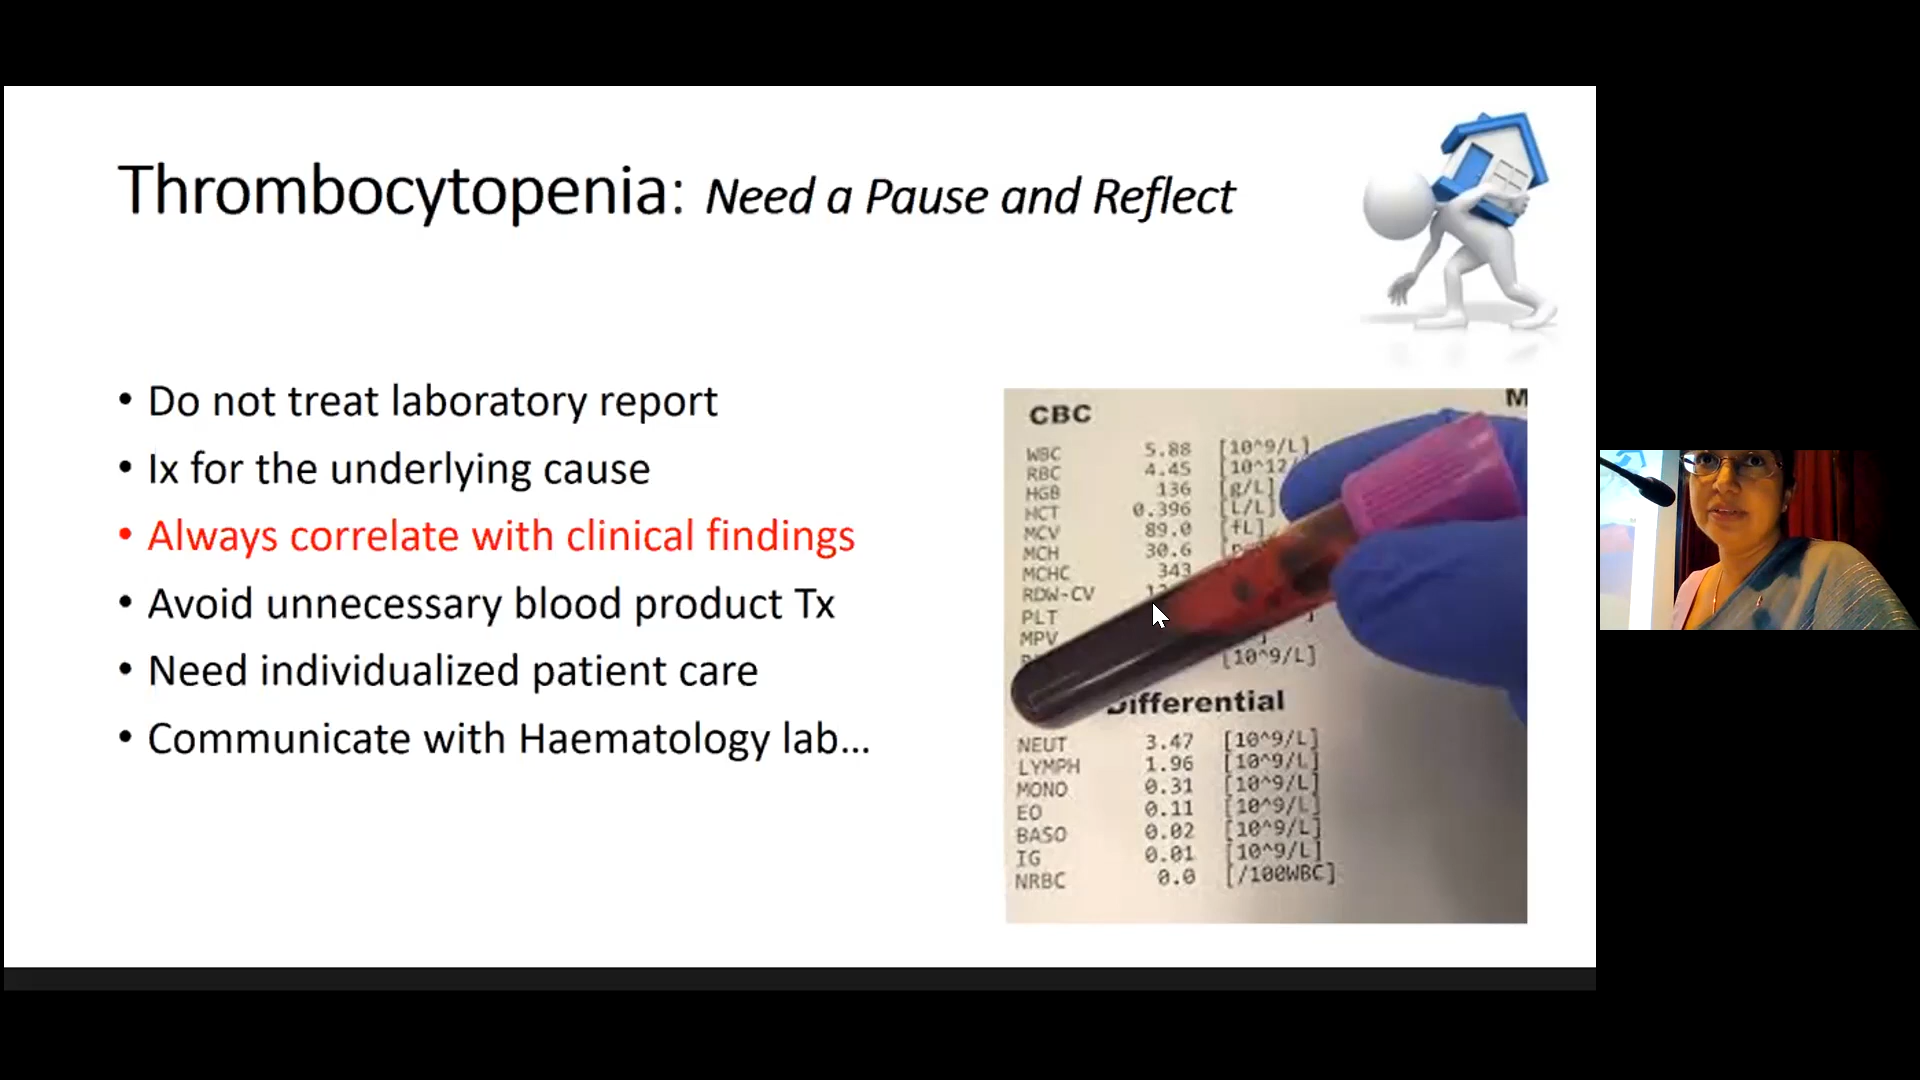 Thrombocytopenia: Need a Pause and Reflect
• Do not treat laboratory report
• Ix for the underlying cause
• Always correlate with clinical findings
• Avoid unnecessary blood product Tx
• Need individualized patient care
• Communicate with Haematology lab...
M
CBC
WBC 5.88 [10^9/L]
RBC 4.45 [10^12/
HGB 136 [g/L]
HCT 0.396 [L/L]
MCV 89.0 [fL]
MCH 30.6
MCHC 343
RDW-CV
PLT
MPV
[10^9/L]
Differential
NEUT 3.47 [10^9/L]
LYMPH 1.96 [10^9/L]
MONO 0.31 [10^9/L]
EO 0.11 [10^9/L]
BASO 0.02 [10^9/L]
IG 0.01 [10^9/L]
NRBC 0.0 [/100WBC]